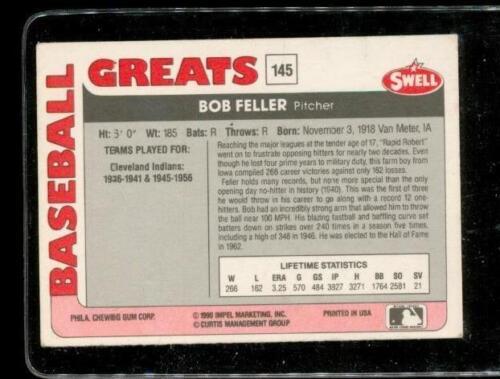 BASEBALL
GREATS 145
SWELL
BOB FELLER Pitcher
Wt: 185 Bats: R Throws: R Born: November 3, 1918 Van Meter, IA
TEAMS PLAYED FOR:
Cleveland Indians:
1936-1941 & 1945-1956
Reaching the major leagues at the tender age of 17, "Rapid Robert"
went on to frustrate opposing hitters for nearly two decades. Even
though he lost four prime years to military duty, this farm boy from
Iowa compiled 266 career victories against only 162 losses.
Feller holds many records, but none more special than the only
opening day no-hitter in history (1940). This was the first of three
he would throw in his career to go along with a record 12 one-
hitters. Bob had an incredibly strong arm that allowed him to throw
the ball near 100 MPH. His blazing fastball and baffling curve set
batters down on strikes over 240 times in a season five times,
including a high of 348 in 1946. He was elected to the Hall of Fame
in 1962.
LIFETIME STATISTICS
W L ERA G GS IP H BB SO SV
266 162 3.25 570 484 3827 3271 1764 2581 21
PHILA. CHEWING GUM CORP.
© 1990 IMPEL MARKETING, INC.
© CURTIS MANAGEMENT GROUP
PRINTED IN USA